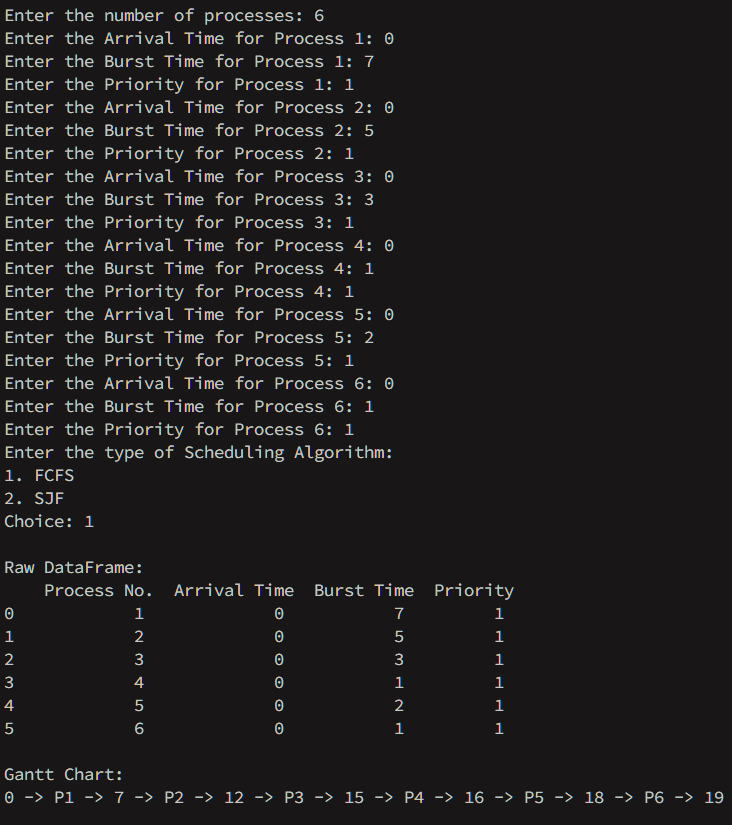 Enter the number of processes: 6
Enter the Arrival Time for Process 1: 0
Enter the Burst Time for Process 1: 7
Enter the Priority for Process 1: 1
Enter the Arrival Time for Process 2: 0
Enter the Burst Time for Process 2: 5
Enter the Priority for Process 2: 1
Enter the Arrival Time for Process 3: 0
Enter the Burst Time for Process 3: 3
Enter the Priority for Process 3: 1
Enter the Arrival Time for Process 4: 0
Enter the Burst Time for Process 4: 1
Enter the Priority for Process 4: 1
Enter the Arrival Time for Process 5: 0
Enter the Burst Time for Process 5: 2
Enter the Priority for Process 5: 1
Enter the Arrival Time for Process 6: 0
Enter the Burst Time for Process 6: 1
Enter the Priority for Process 6: 1
Enter the type of Scheduling Algorithm:
1. FCFS
2. SJF
Choice: 1

Raw DataFrame:
    Process No.  Arrival Time  Burst Time  Priority
0            1             0           7         1
1            2             0           5         1
2            3             0           3         1
3            4             0           1         1
4            5             0           2         1
5            6             0           1         1

Gantt Chart:
0 -> P1 -> 7 -> P2 -> 12 -> P3 -> 15 -> P4 -> 16 -> P5 -> 18 -> P6 -> 19